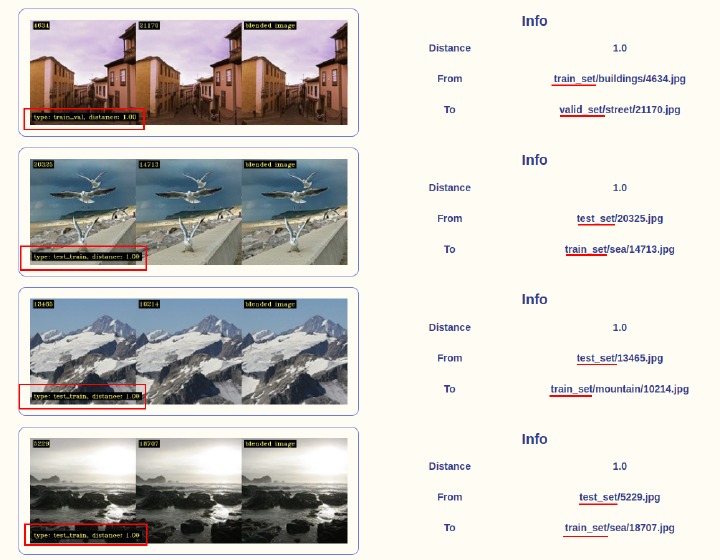 4634 21170 blended image
type: train_val, distance: 1.00
Info
Distance 1.0
From train_set/buildings/4634.jpg
To valid_set/street/21170.jpg
20325 14713 blended image
type: test_train, distance: 1.00
Info
Distance 1.0
From test_set/20325.jpg
To train_set/sea/14713.jpg
13465 10214 blended image
type: test_train, distance: 1.00
Info
Distance 1.0
From test_set/13465.jpg
To train_set/mountain/10214.jpg
5229 18707 blended image
type: test_train, distance: 1.00
Info
Distance 1.0
From test_set/5229.jpg
To train_set/sea/18707.jpg